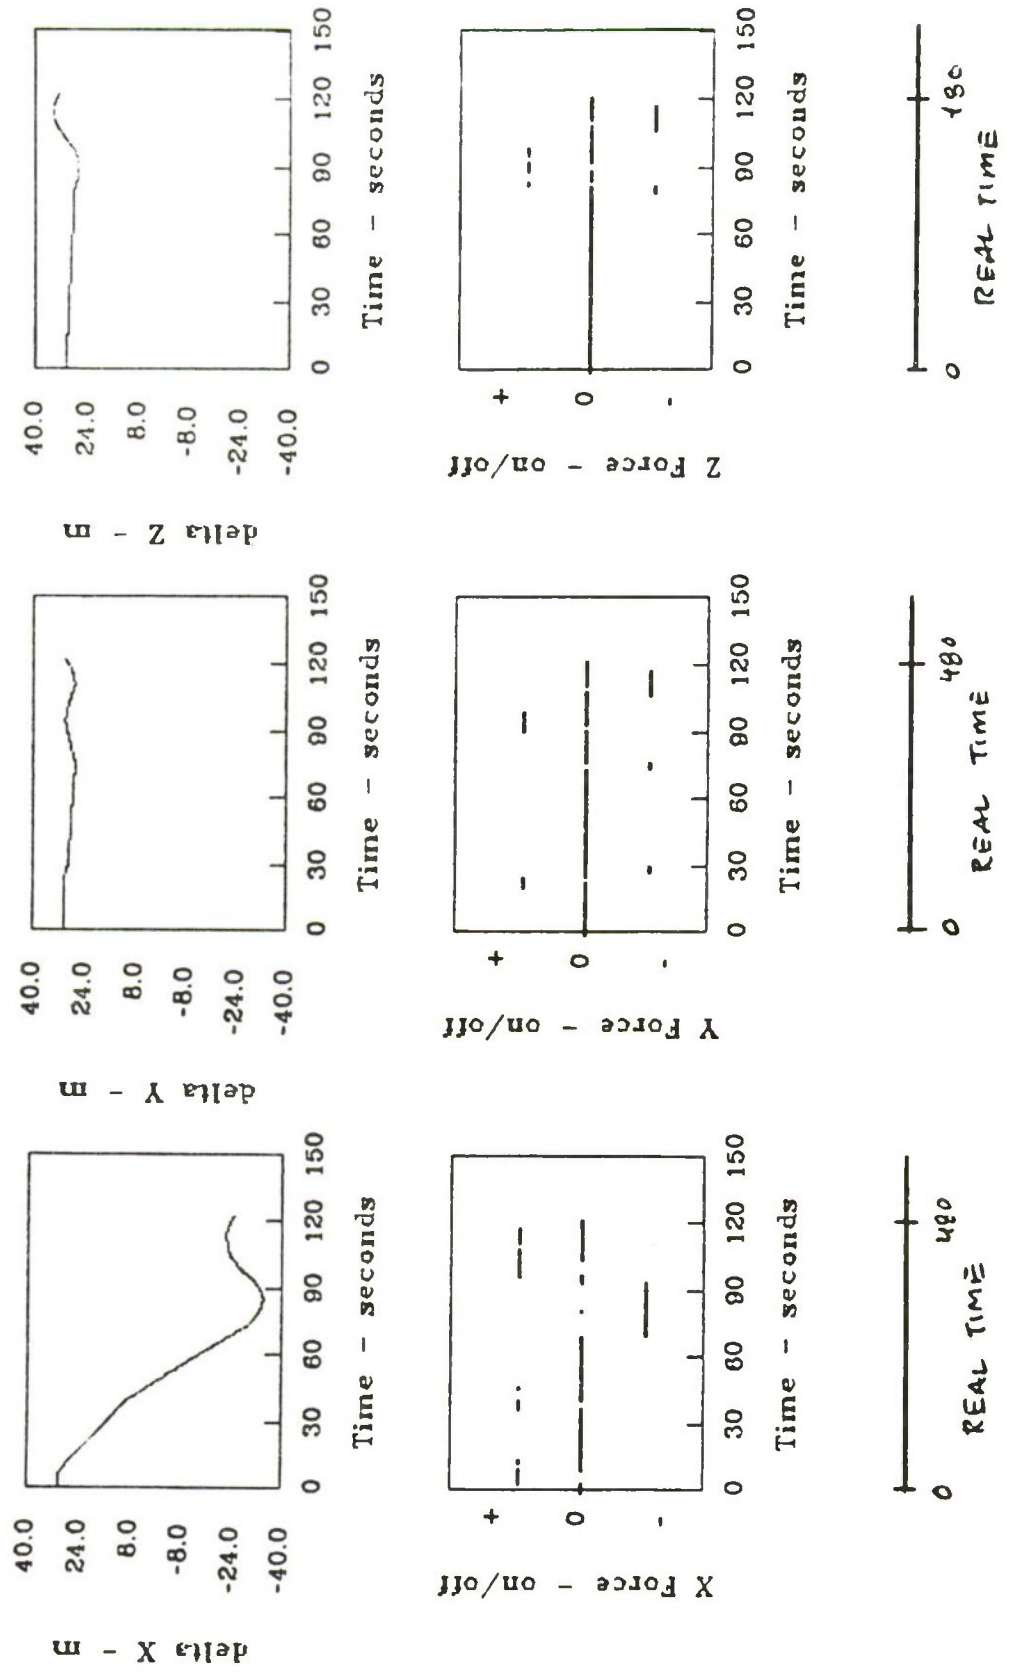 delta X - m
40.0
24.0
8.0
-8.0
-24.0
-40.0
0 30 60 90 120 150
Time - seconds
delta Y - m
40.0
24.0
8.0
-8.0
-24.0
-40.0
0 30 60 90 120 150
Time - seconds
delta Z - m
40.0
24.0
8.0
-8.0
-24.0
-40.0
0 30 60 90 120 150
Time - seconds
X Force - on/off
+
0
-
0 30 60 90 120 150
Time - seconds
Y Force - on/off
+
0
-
0 30 60 90 120 150
Time - seconds
Z Force - on/off
+
0
-
0 30 60 90 120 150
Time - seconds
0 480
REAL TIME
0 480
REAL TIME
0 480
REAL TIME